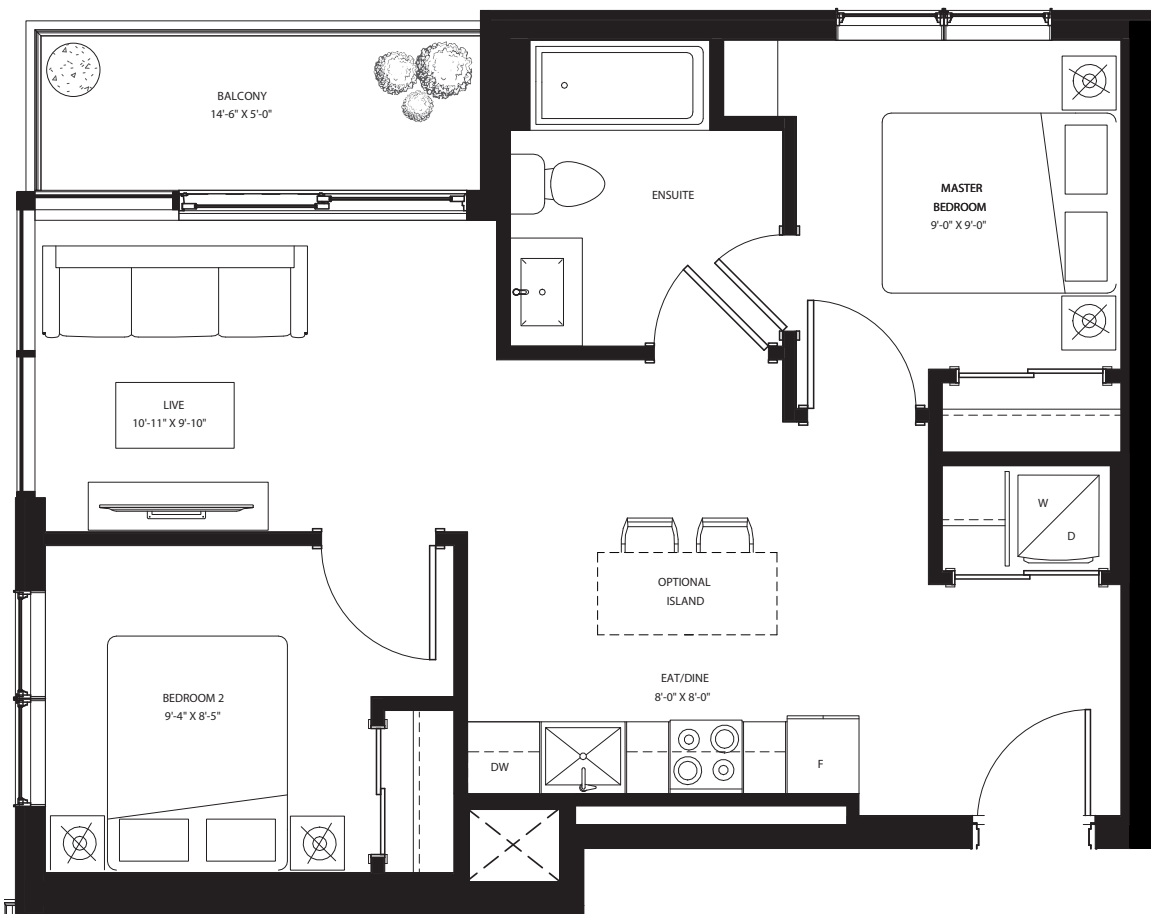 BALCONY
14'-6" X 5'-0"
ENSUITE
MASTER
BEDROOM
9'-0" X 9'-0"
LIVE
10'-11" X 9'-10"
W
D
OPTIONAL
ISLAND
EAT/DINE
8'-0" X 8'-0"
BEDROOM 2
9'-4" X 8'-5"
DW
F